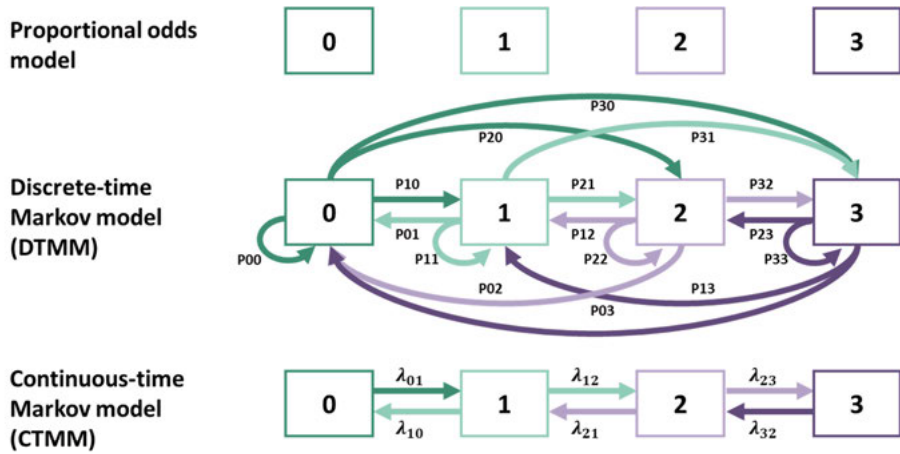 Proportional odds
model
0 1 2 3
P30
P20 P31
Discrete-time
Markov model
(DTMM)
P10 P21 P32
0 1 2 3
P01 P12 P23
P00 P11 P22 P33
P02 P13
P03
Continuous-time
Markov model
(CTMM)
λ01 λ12 λ23
0 1 2 3
λ10 λ21 λ32